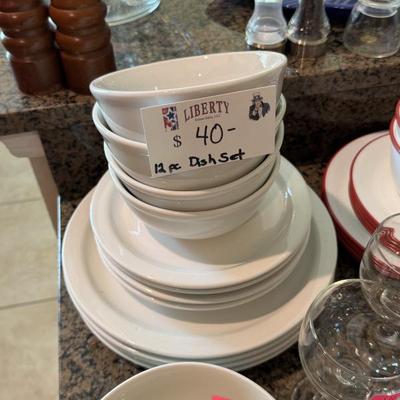 LIBERTY
$ 40-
12 pc Dish Set